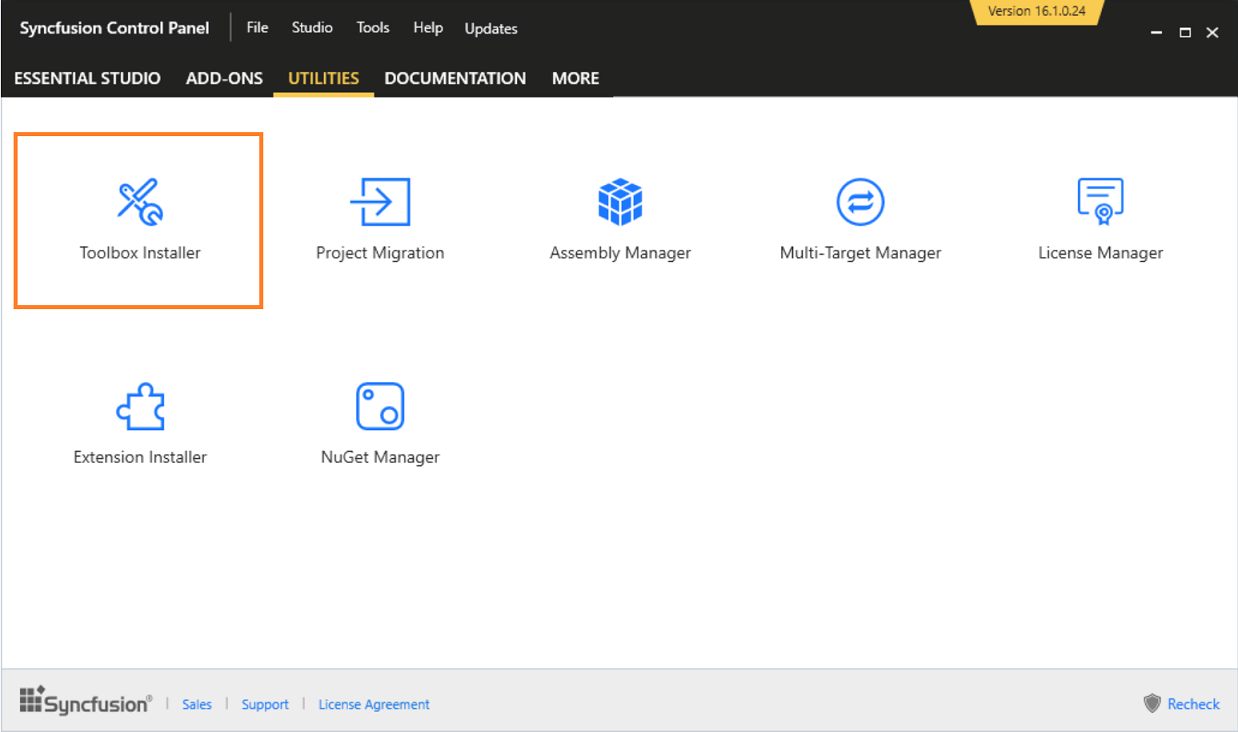 Version 16.1.0.24
Syncfusion Control Panel File Studio Tools Help Updates
ESSENTIAL STUDIO ADD-ONS UTILITIES DOCUMENTATION MORE
Toolbox Installer Project Migration Assembly Manager Multi-Target Manager License Manager
Extension Installer NuGet Manager
Syncfusion® | Sales | Support | License Agreement Recheck